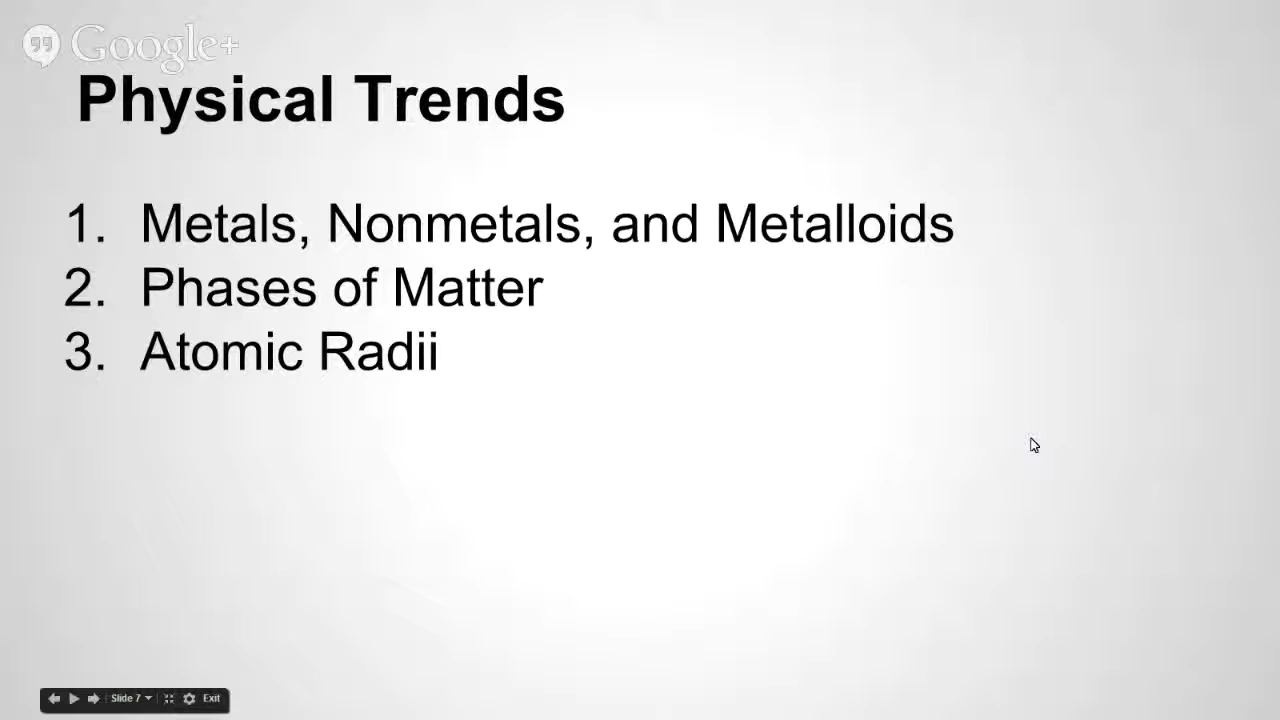 Google+
Physical Trends
1. Metals, Nonmetals, and Metalloids
2. Phases of Matter
3. Atomic Radii
Slide 7 Exit